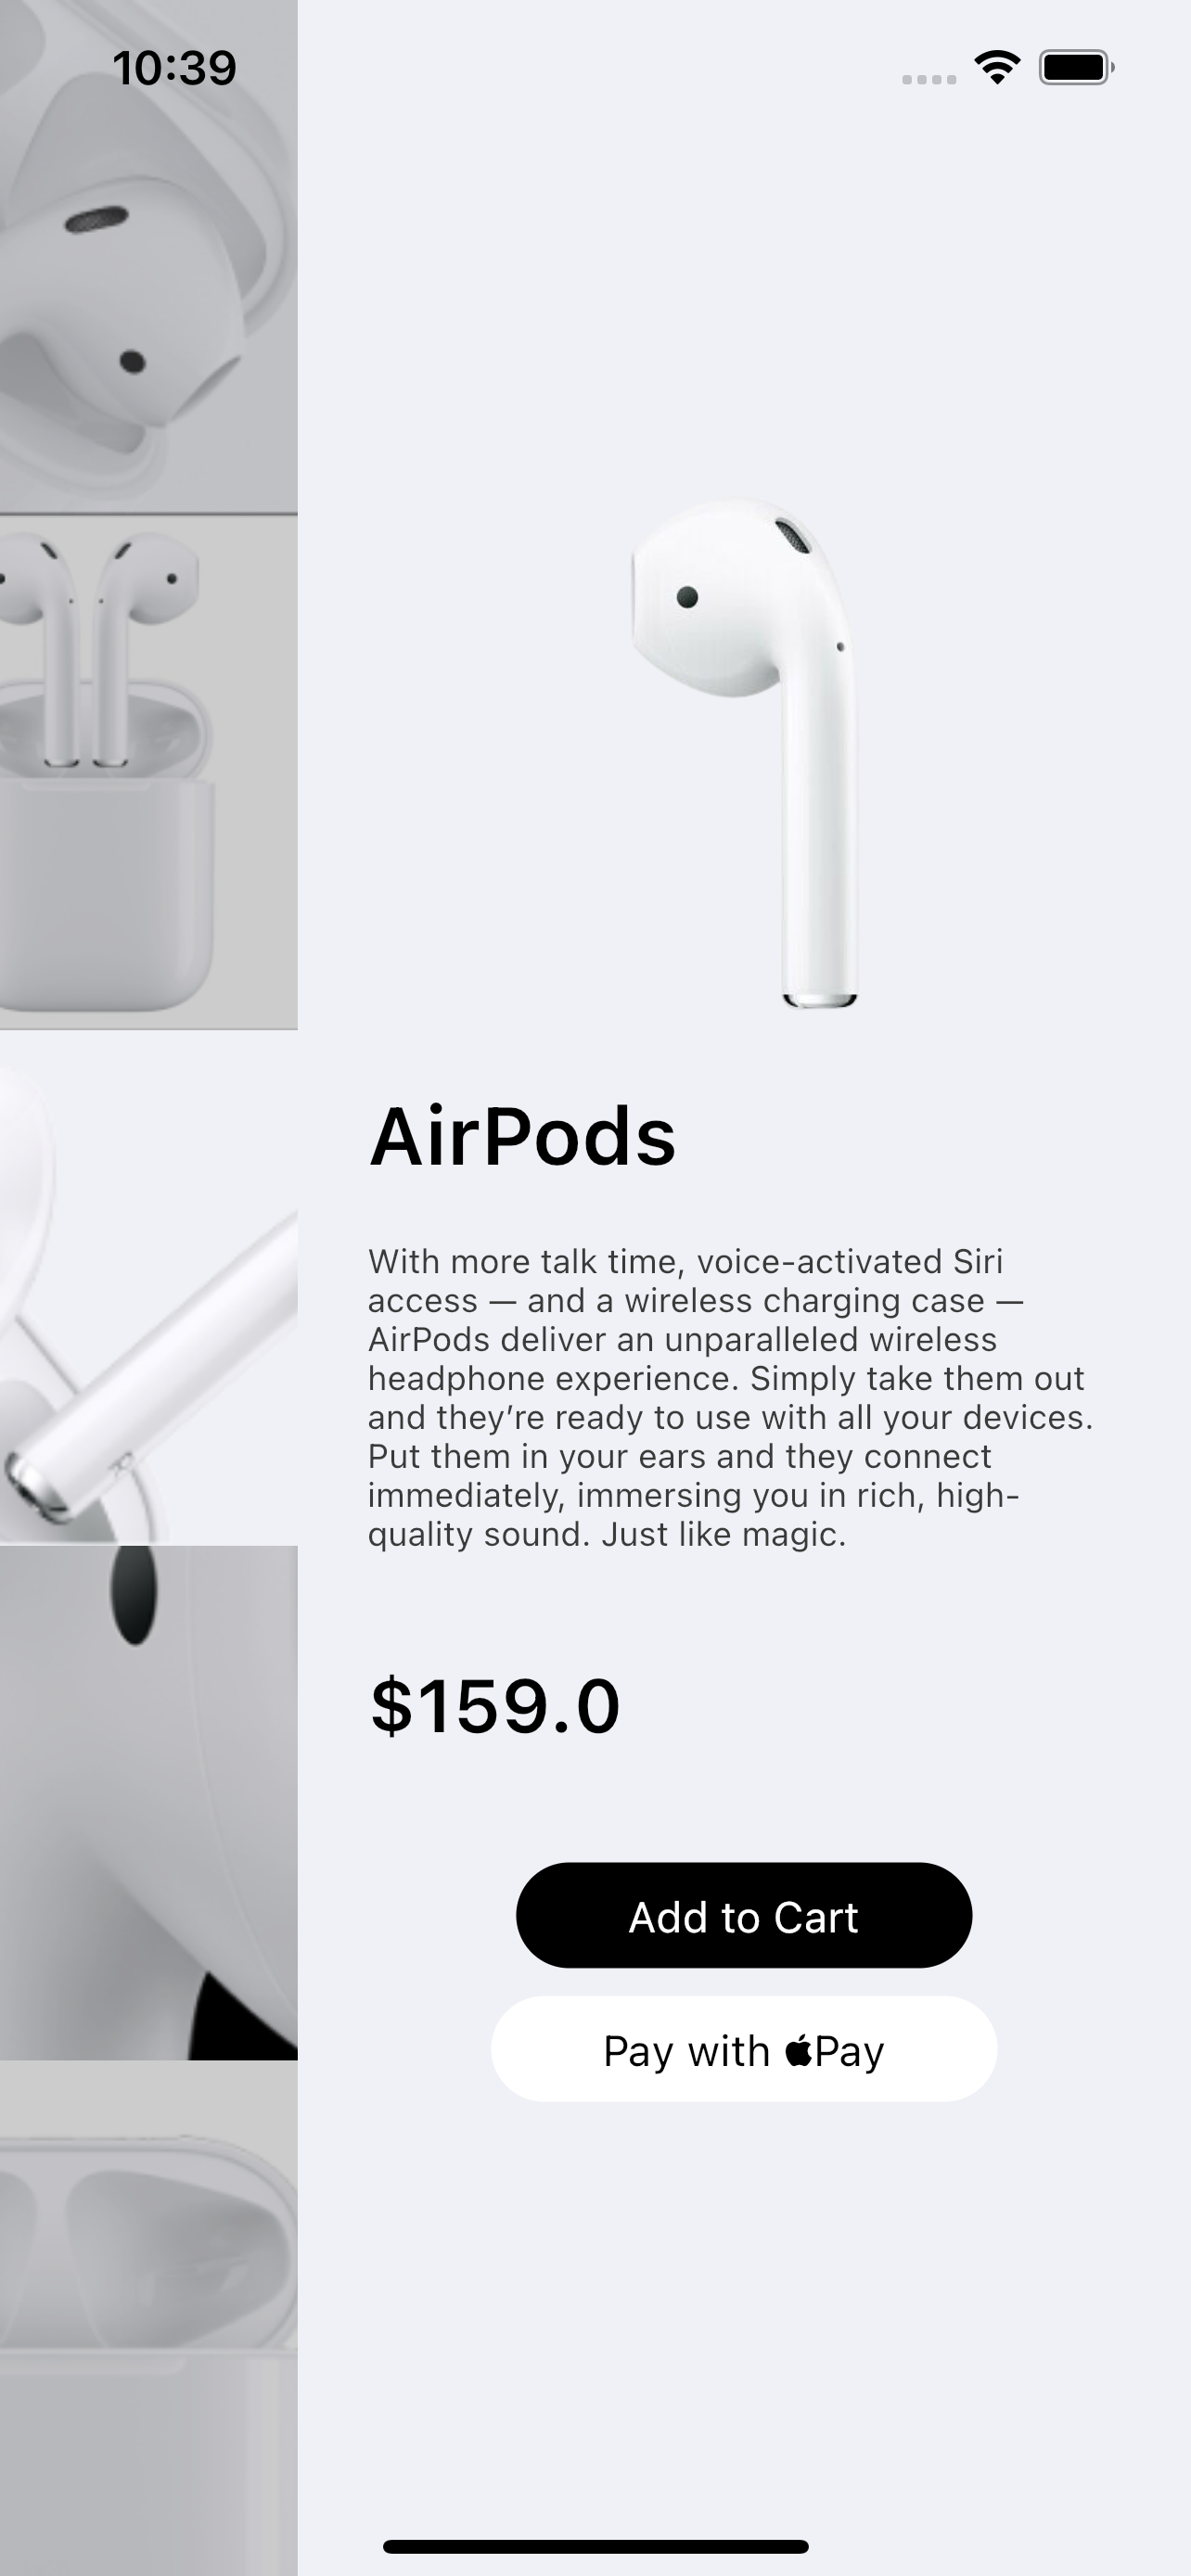 10:39
AirPods
With more talk time, voice-activated Siri
access — and a wireless charging case —
AirPods deliver an unparalleled wireless
headphone experience. Simply take them out
and they’re ready to use with all your devices.
Put them in your ears and they connect
immediately, immersing you in rich, high-
quality sound. Just like magic.
$159.0
Add to Cart
Pay with Pay